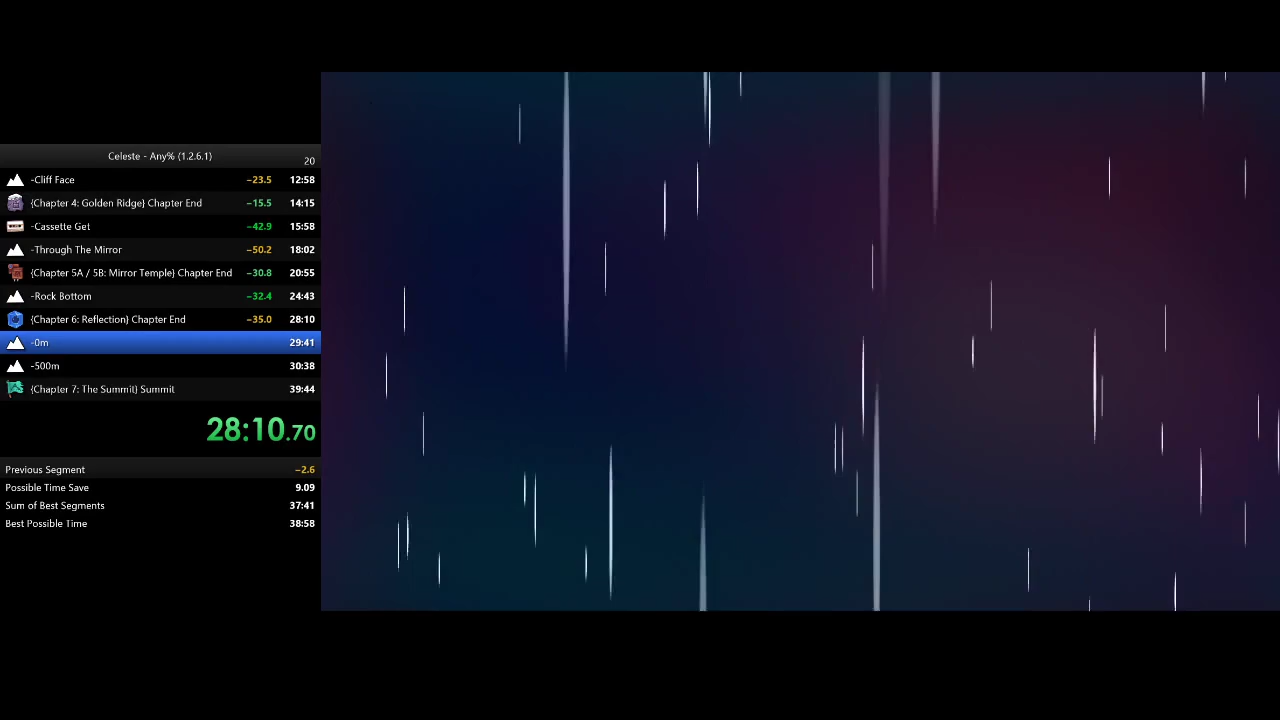 Celeste - Any% (1.2.6.1)
20
-Cliff Face −23.5 12:58
{Chapter 4: Golden Ridge} Chapter End −15.5 14:15
-Cassette Get −42.9 15:58
-Through The Mirror −50.2 18:02
{Chapter 5A / 5B: Mirror Temple} Chapter End −30.8 20:55
-Rock Bottom −32.4 24:43
{Chapter 6: Reflection} Chapter End −35.0 28:10
-0m 29:41
-500m 30:38
{Chapter 7: The Summit} Summit 39:44
28:10.70
Previous Segment −2.6
Possible Time Save 9.09
Sum of Best Segments 37:41
Best Possible Time 38:58